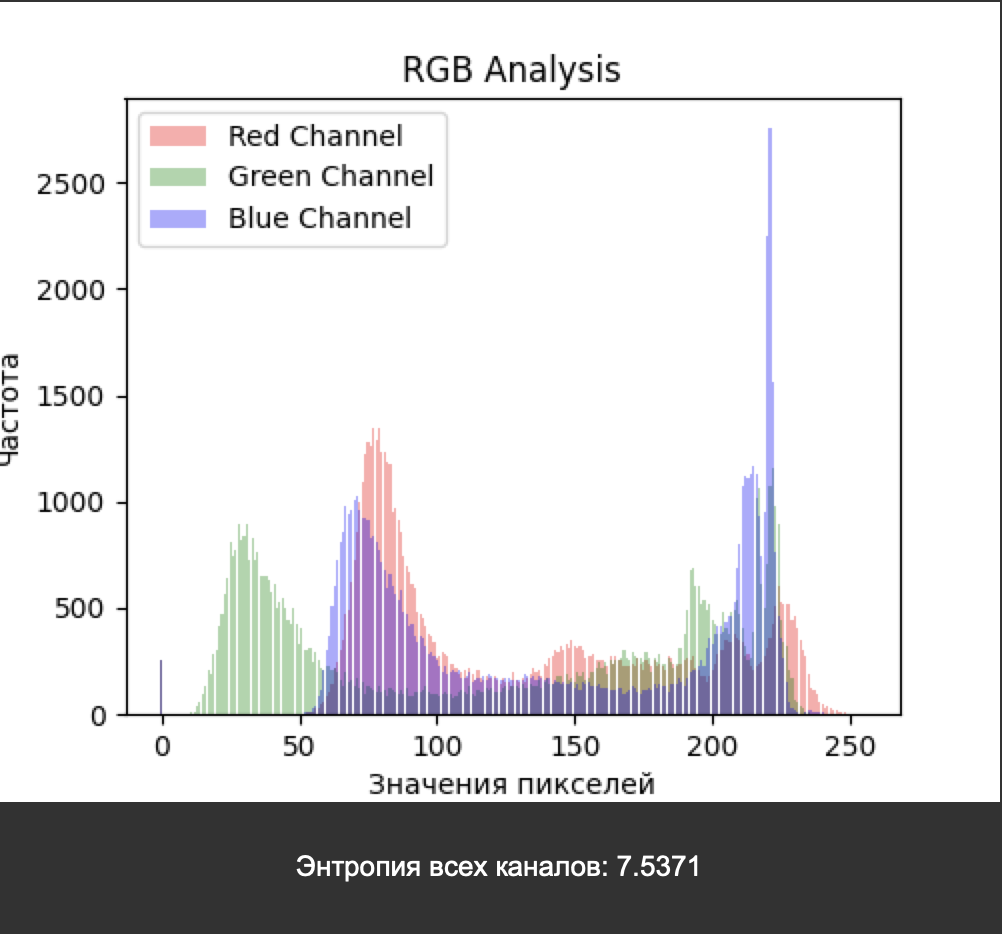 RGB Analysis
Red Channel
Green Channel
Blue Channel
2500
2000
1500
1000
500
0
Частота
0 50 100 150 200 250
Значения пикселей
Энтропия всех каналов: 7.5371